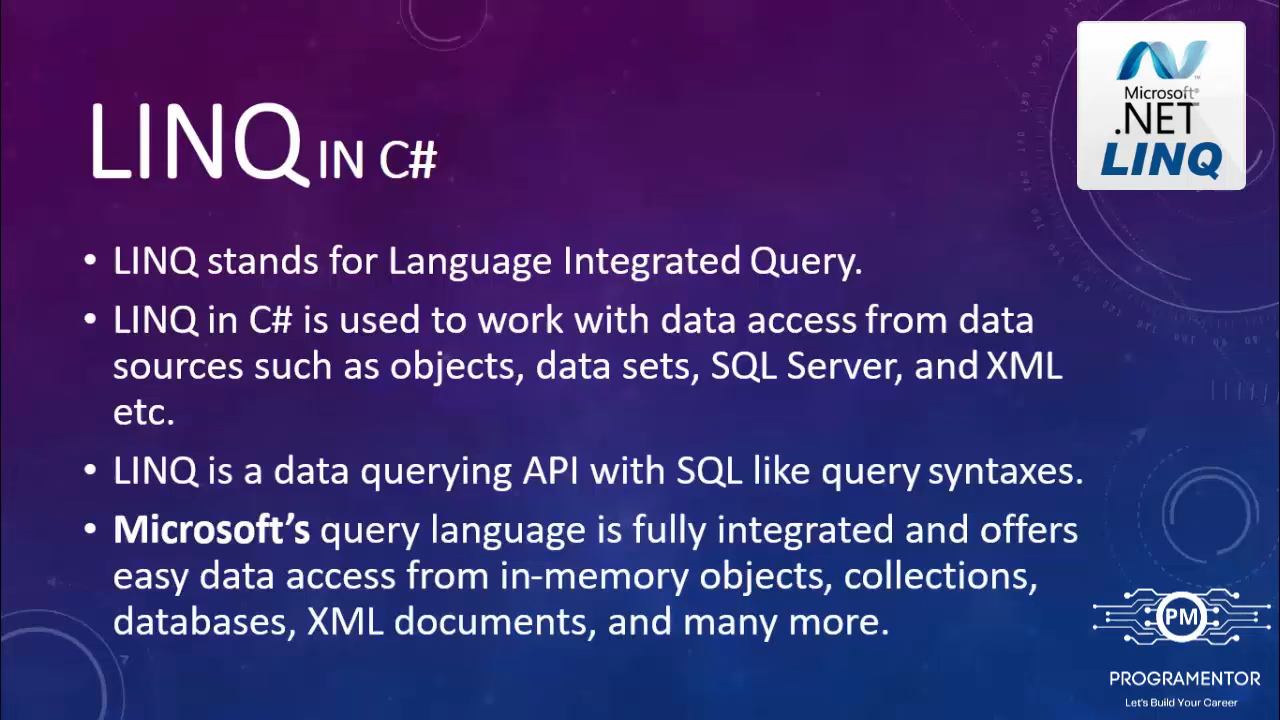 LINQ IN C#
Microsoft®
.NET
LINQ
• LINQ stands for Language Integrated Query.
• LINQ in C# is used to work with data access from data
sources such as objects, data sets, SQL Server, and XML
etc.
• LINQ is a data querying API with SQL like query syntaxes.
• Microsoft’s query language is fully integrated and offers
easy data access from in-memory objects, collections,
databases, XML documents, and many more.
PM
PROGRAMENTOR
Let's Build Your Career